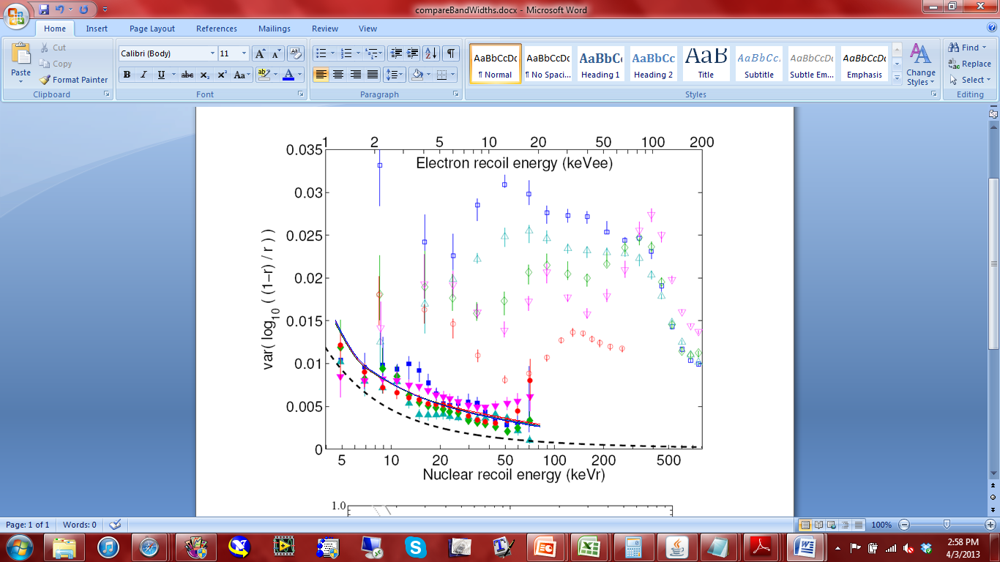 compareBandWidths.docx - Microsoft Word
Home Insert Page Layout References Mailings Review View
Paste
Cut
Copy
Format Painter
Clipboard
Calibri (Body) 11
B I U abc x₂ x² Aa
Font
Paragraph
AaBbCcDc AaBbCcDc AaBbCc AaBbCc AaB AaBbCc. AaBbCcDc AaBbCcDc
¶ Normal ¶ No Spaci... Heading 1 Heading 2 Title Subtitle Subtle Em... Emphasis
Change Styles
Styles
Find
Replace
Select
Editing
1 2 5 10 20 50 100 200
Electron recoil energy (keVee)
0.035
0.03
0.025
0.02
0.015
0.01
0.005
0
var( log10 ( (1−r) / r ) )
5 10 20 50 100 200 500
Nuclear recoil energy (keVr)
1.0
Page: 1 of 1 Words: 0 100%
2:58 PM
4/3/2013